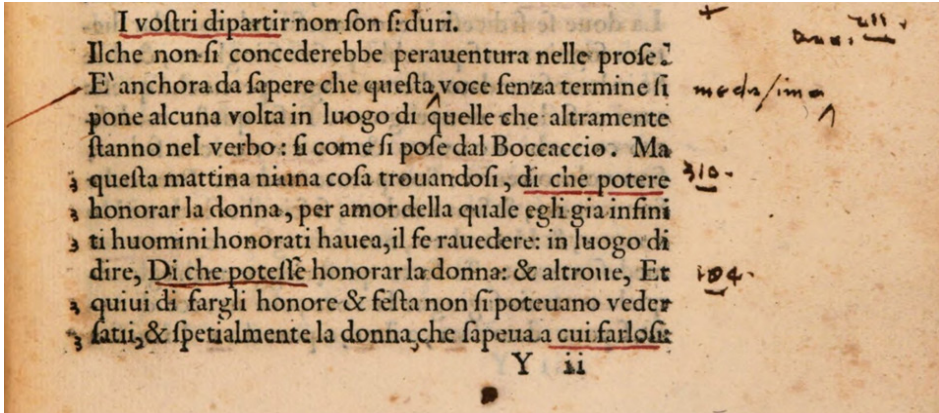 I vostri dipartir non son si duri.
Ilche non si concederebbe perauentura nelle prose.
E' anchora da sapere che questa voce senza termine si medesima
pone alcuna volta in luogo di quelle che altramente
stanno nel verbo: si come si pose dal Boccaccio. Ma
questa mattina niuna cosa trouandosi, di che potere 310.
honorar la donna, per amor della quale egli gia infini
ti huomini honorati hauea, il fe rauedere: in luogo di
dire, Di che potesse honorar la donna: & altroue, Et 104.
quiui di fargli honore & festa non si poteuano veder
satii, & spetialmente la donna, che sapeua a cui farlosi:
Y ii